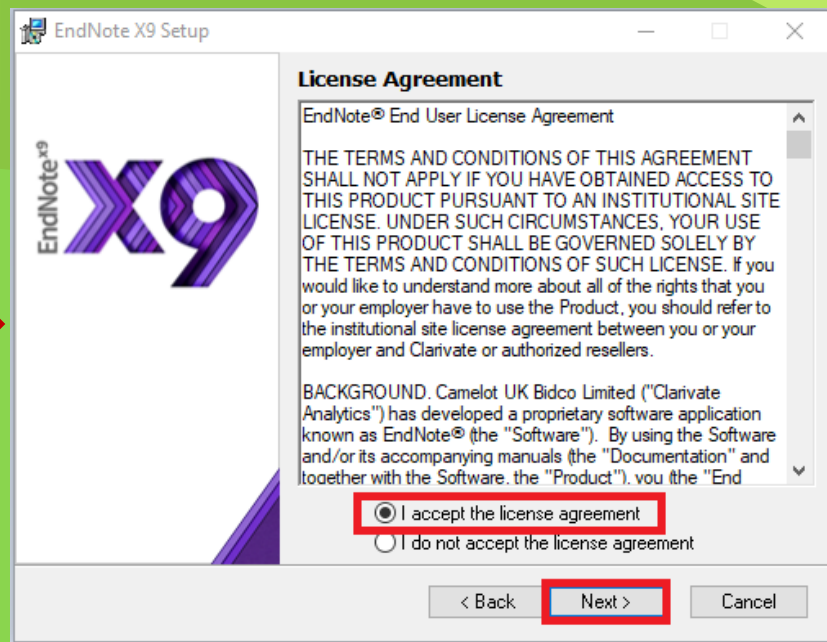 EndNote X9 Setup
EndNote x9
X9
License Agreement
EndNote® End User License Agreement
THE TERMS AND CONDITIONS OF THIS AGREEMENT
SHALL NOT APPLY IF YOU HAVE OBTAINED ACCESS TO
THIS PRODUCT PURSUANT TO AN INSTITUTIONAL SITE
LICENSE. UNDER SUCH CIRCUMSTANCES, YOUR USE
OF THIS PRODUCT SHALL BE GOVERNED SOLELY BY
THE TERMS AND CONDITIONS OF SUCH LICENSE. If you
would like to understand more about all of the rights that you
or your employer have to use the Product, you should refer to
the institutional site license agreement between you or your
employer and Clarivate or authorized resellers.
BACKGROUND. Camelot UK Bidco Limited ("Clarivate
Analytics") has developed a proprietary software application
known as EndNote® (the "Software"). By using the Software
and/or its accompanying manuals (the "Documentation" and
together with the Software, the "Product"), you (the "End
I accept the license agreement
I do not accept the license agreement
< Back
Next >
Cancel